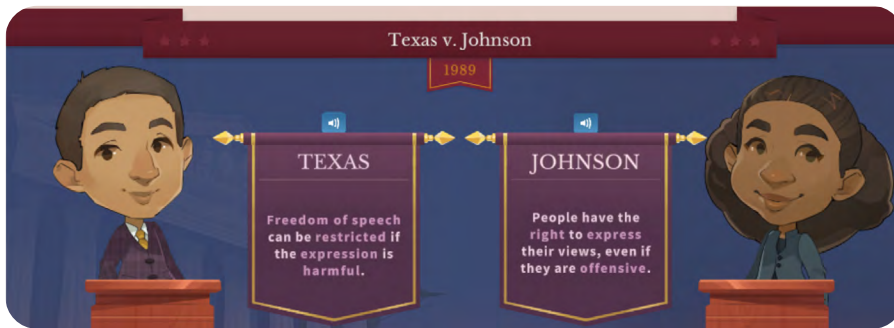 Texas v. Johnson
1989
TEXAS
Freedom of speech
can be restricted if
the expression is
harmful.
JOHNSON
People have the
right to express
their views, even if
they are offensive.